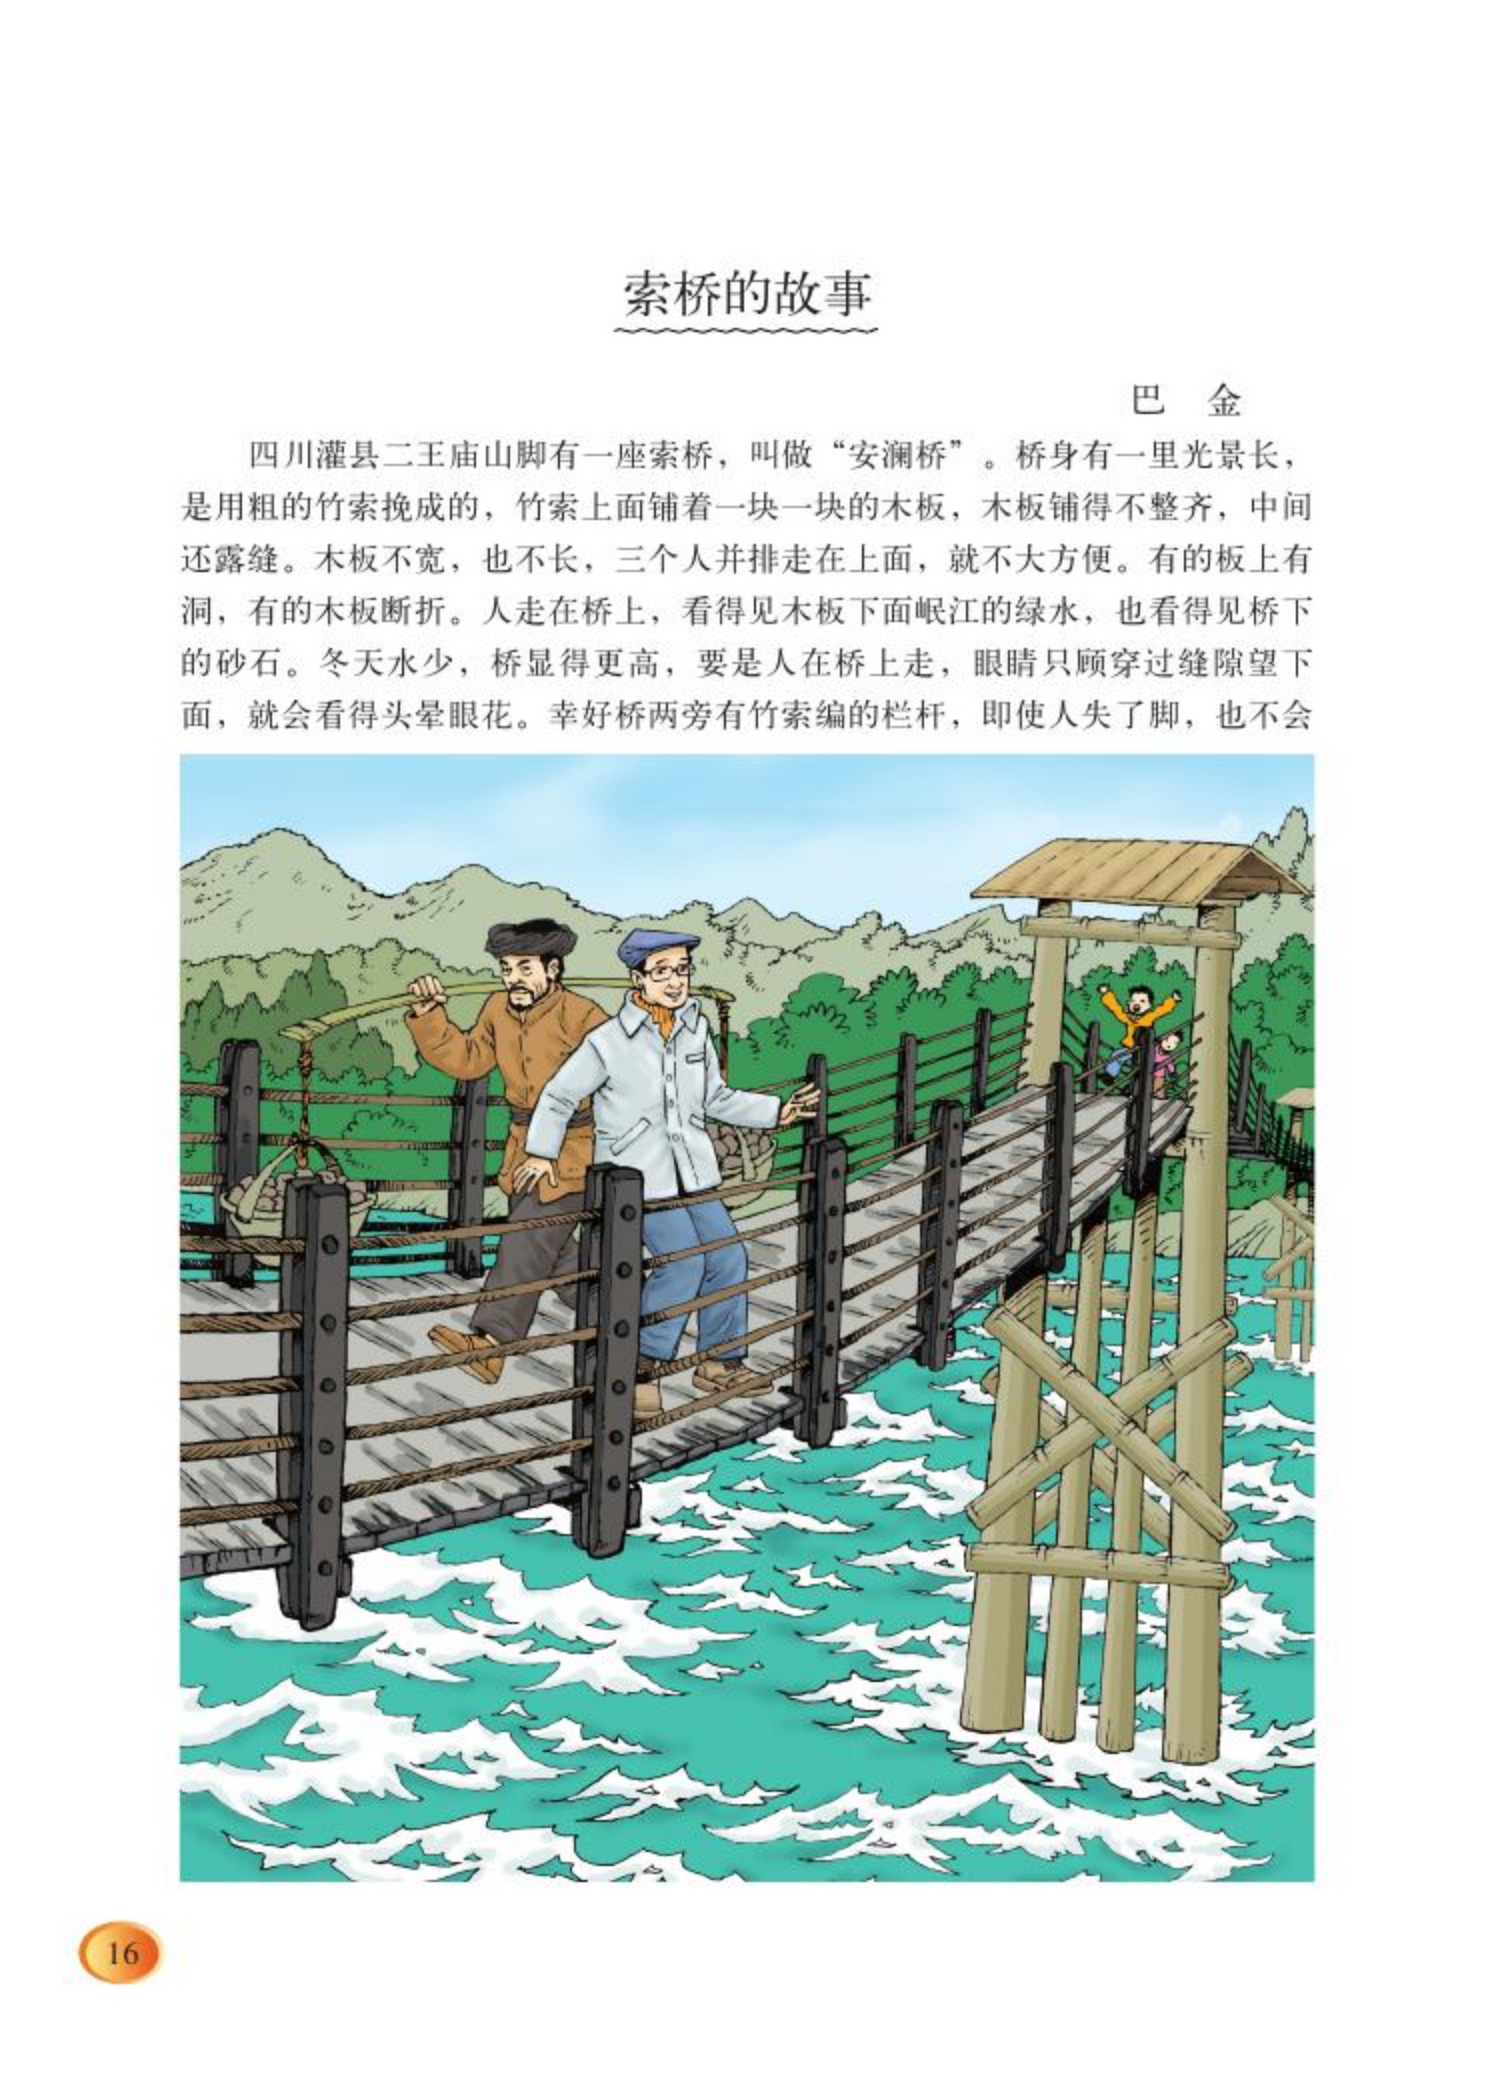 索桥的故事
巴 金
四川灌县二王庙山脚有一座索桥，叫做“安澜桥”。桥身有一里光景长，
是用粗的竹索挽成的，竹索上面铺着一块一块的木板，木板铺得不整齐，中间
还露缝。木板不宽，也不长，三个人并排走在上面，就不大方便。有的板上有
洞，有的木板断折。人走在桥上，看得见木板下面岷江的绿水，也看得见桥下
的砂石。冬天水少，桥显得更高，要是人在桥上走，眼睛只顾穿过缝隙望下
面，就会看得头晕眼花。幸好桥两旁有竹索编的栏杆，即使人失了脚，也不会
16